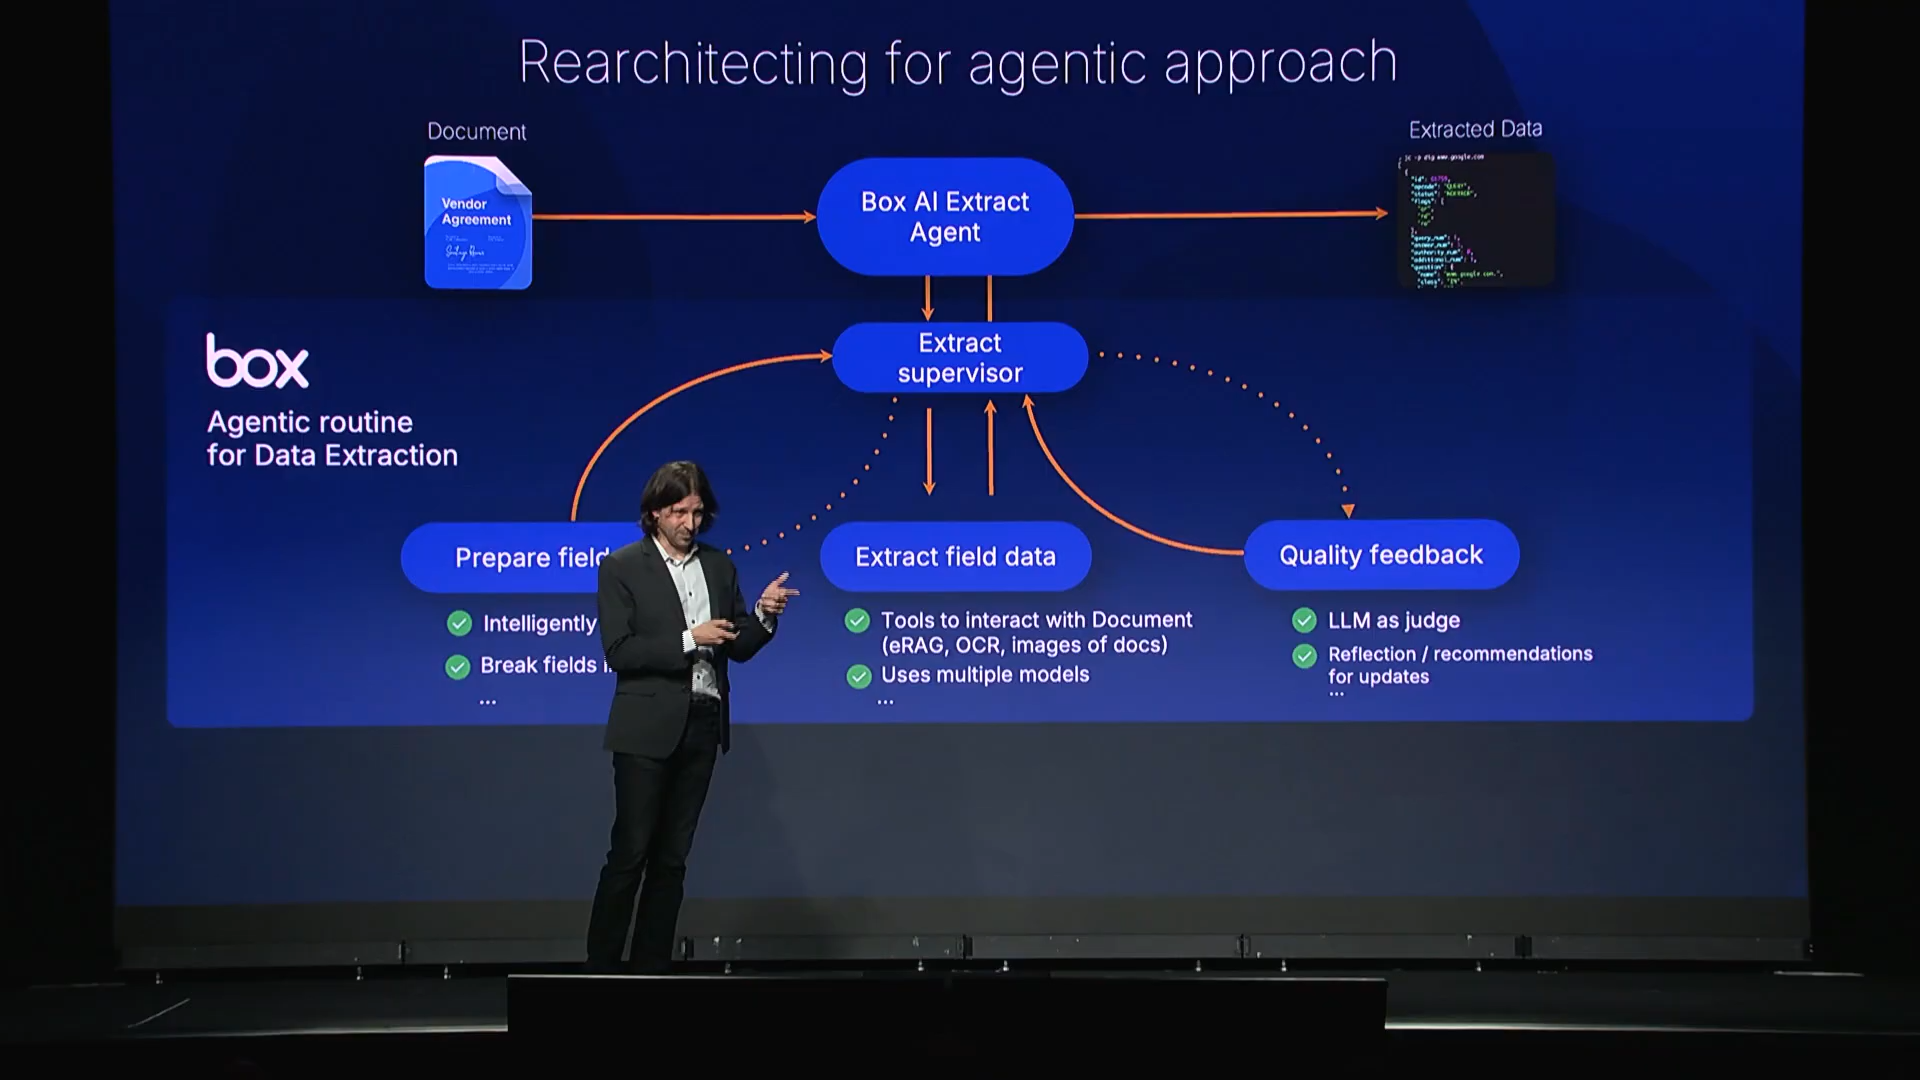 Rearchitecting for agentic approach
Document
Extracted Data
Vendor
Agreement
Box AI Extract
Agent
box
Agentic routine
for Data Extraction
Extract
supervisor
Prepare field
Extract field data
Quality feedback
Intelligently
Break fields
...
Tools to interact with Document
(eRAG, OCR, images of docs)
Uses multiple models
...
LLM as judge
Reflection / recommendations
for updates
...